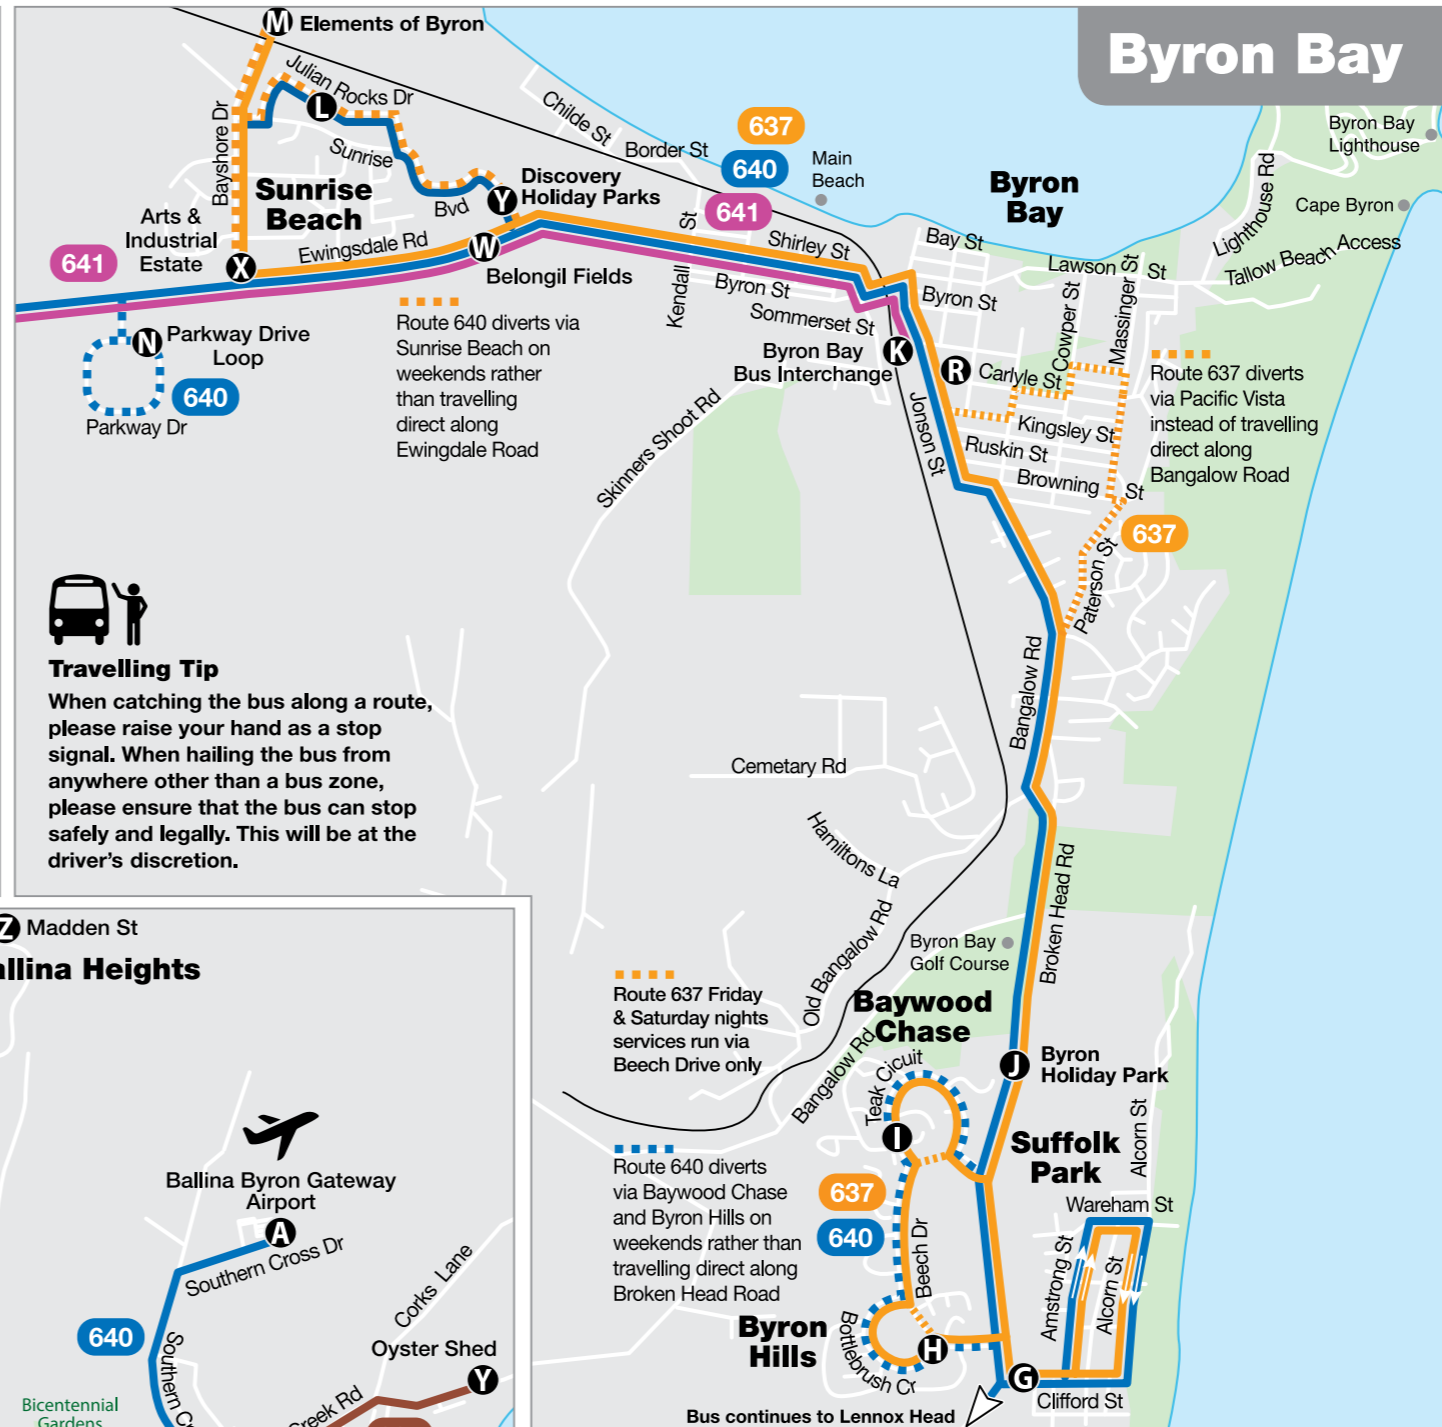 Byron Bay
M Elements of Byron
Julian Rocks Dr
L
Bayshore Dr
Sunrise
Bvd
Sunrise
Beach
Arts &
Industrial
Estate
X
641
Ewingsdale Rd
Y
Discovery
Holiday Parks
W
Belongil Fields
N Parkway Drive
Loop
640
Parkway Dr
Route 640 diverts via
Sunrise Beach on
weekends rather
than travelling
direct along
Ewingdale Road
Childe St
Border St
637
640
641
Main
Beach
Kendall
St
Shirley St
Byron St
Sommerset St
Byron Bay
Bus Interchange
K
Skinners Shoot Rd
Byron
Bay
Bay St
Lawson St
Byron St
Cowper St
Massinger St
Lighthouse Rd
Byron Bay
Lighthouse
Cape Byron
Tallow Beach Access
R
Carlyle St
Kingsley St
Ruskin St
Browning St
Jonson St
Route 637 diverts
via Pacific Vista
instead of travelling
direct along
Bangalow Road
637
Paterson St
Bangalow Rd
Travelling Tip
When catching the bus along a route,
please raise your hand as a stop
signal. When hailing the bus from
anywhere other than a bus zone,
please ensure that the bus can stop
safely and legally. This will be at the
driver's discretion.
Cemetary Rd
Hamiltons La
Old Bangalow Rd
Broken Head Rd
Byron Bay
Golf Course
Baywood
Chase
Bangalow Rd
Teak Cicuit
Route 637 Friday
& Saturday nights
services run via
Beech Drive only
J
Byron
Holiday Park
I
Suffolk
Park
Alcorn St
Wareham St
Route 640 diverts
via Baywood Chase
and Byron Hills on
weekends rather than
travelling direct along
Broken Head Road
637
640
Beech Dr
Amstrong St
Alcorn St
Byron
Hills
Bottlebrush Cr
H
G
Clifford St
Bus continues to Lennox Head
Z Madden St
allina Heights
Ballina Byron Gateway
Airport
A
Southern Cross Dr
640
Southern C
Corks Lane
Oyster Shed
Y
Creek Rd
Bicentennial
Gardens